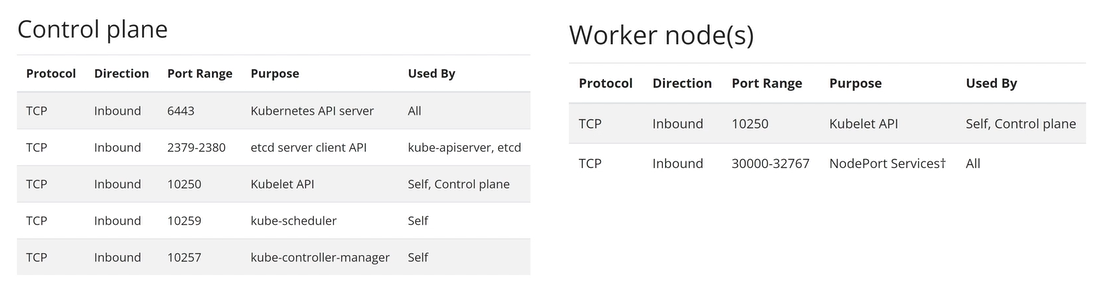 Control plane
Protocol Direction Port Range Purpose Used By
TCP Inbound 6443 Kubernetes API server All
TCP Inbound 2379-2380 etcd server client API kube-apiserver, etcd
TCP Inbound 10250 Kubelet API Self, Control plane
TCP Inbound 10259 kube-scheduler Self
TCP Inbound 10257 kube-controller-manager Self
Worker node(s)
Protocol Direction Port Range Purpose Used By
TCP Inbound 10250 Kubelet API Self, Control plane
TCP Inbound 30000-32767 NodePort Services† All